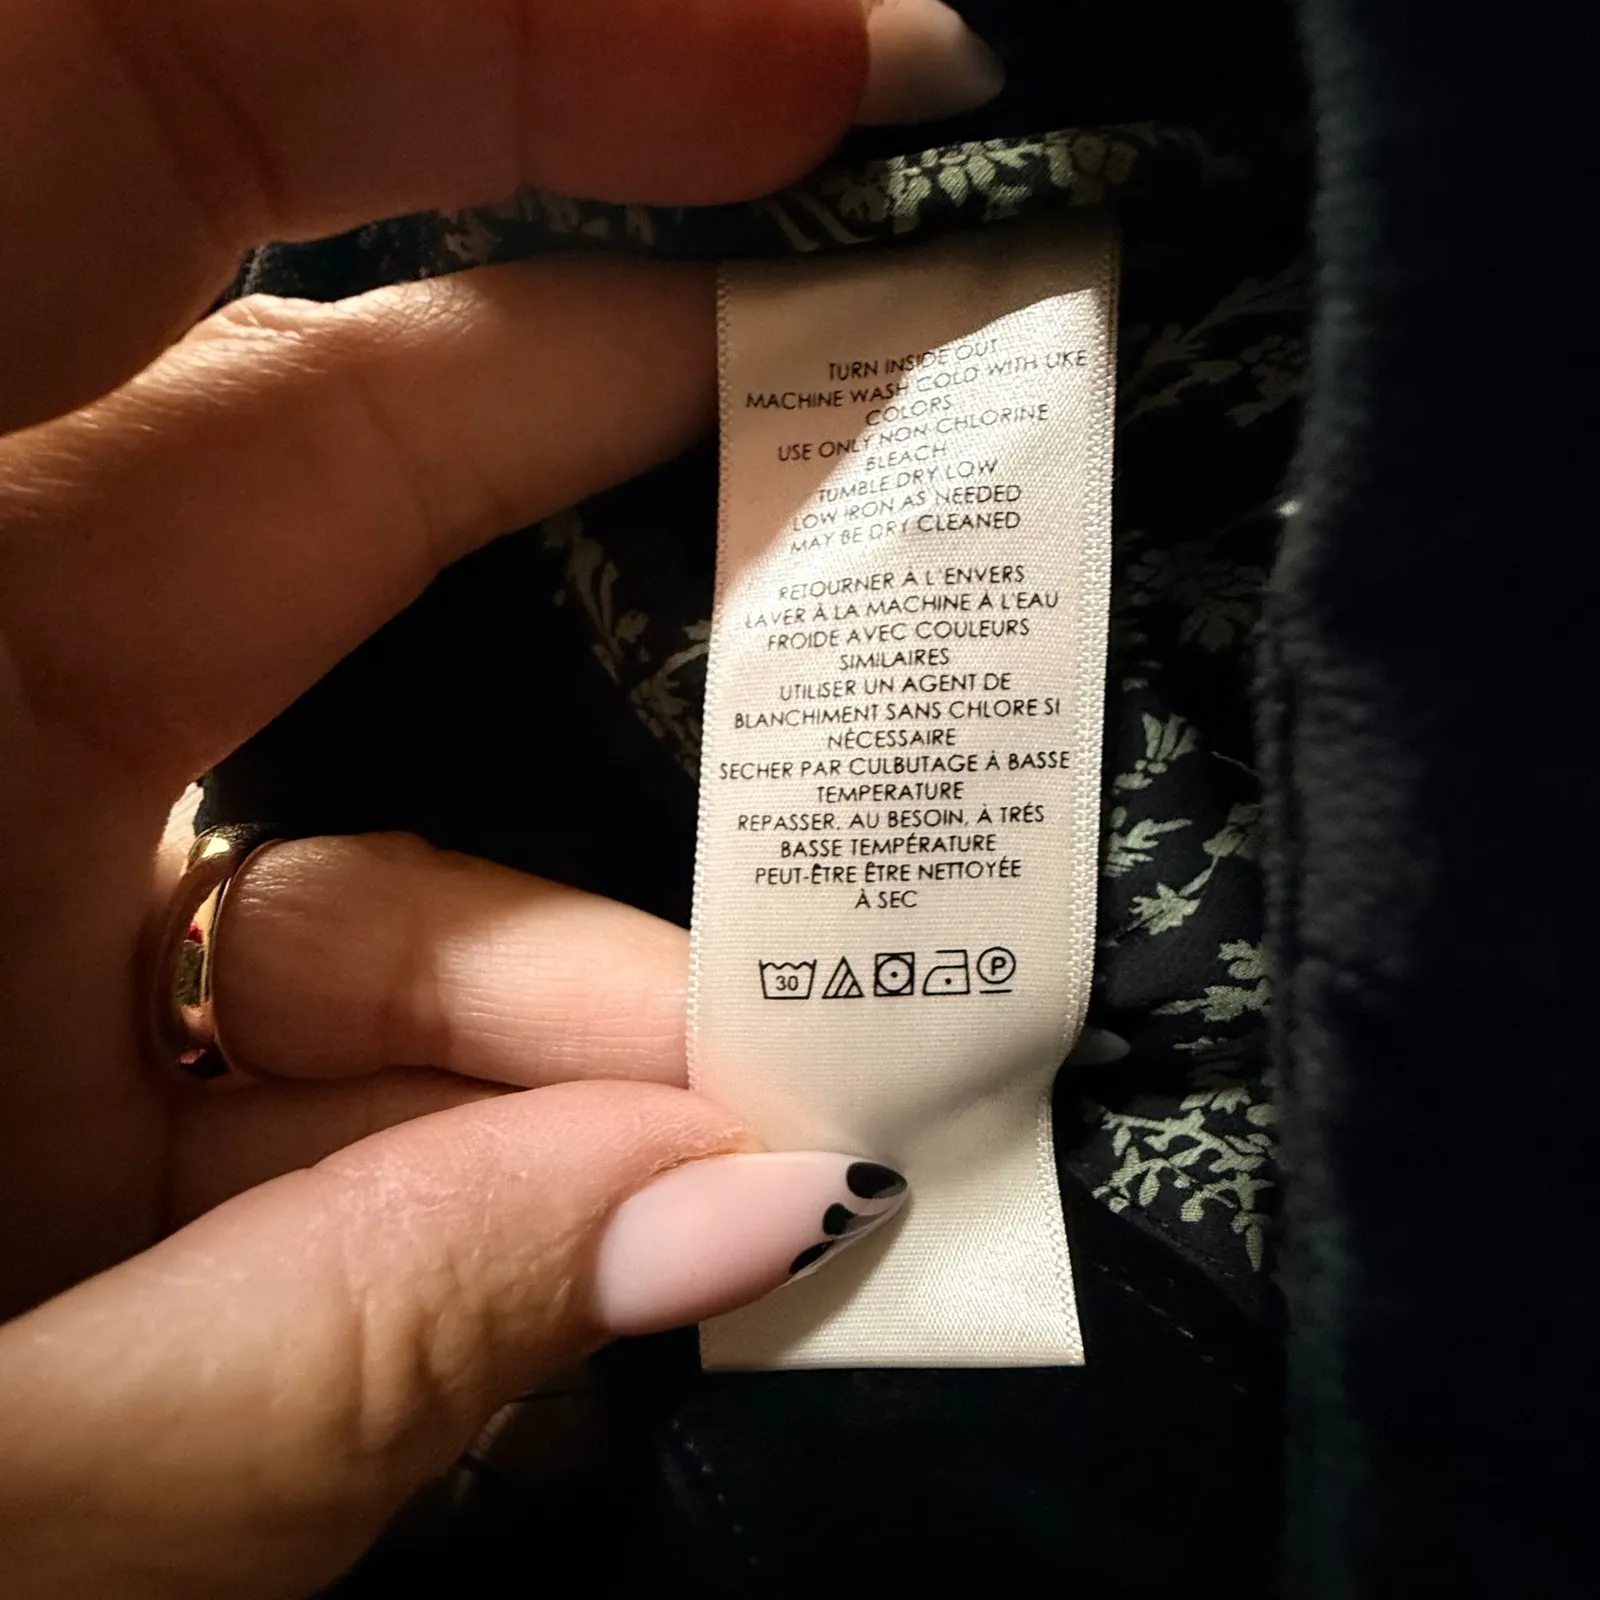 TURN INSIDE OUT
MACHINE WASH COLD WITH LIKE
COLORS
USE ONLY NON-CHLORINE
BLEACH
TUMBLE DRY LOW
LOW IRON AS NEEDED
MAY BE DRY CLEANED
RETOURNER À L'ENVERS
LAVER À LA MACHINE À L'EAU
FROIDE AVEC COULEURS
SIMILAIRES
UTILISER UN AGENT DE
BLANCHIMENT SANS CHLORE SI
NÉCESSAIRE
SECHER PAR CULBUTAGE À BASSE
TEMPERATURE
REPASSER, AU BESOIN, À TRÉS
BASSE TEMPÉRATURE
PEUT-ÊTRE ÊTRE NETTOYÉE
À SEC
30 P